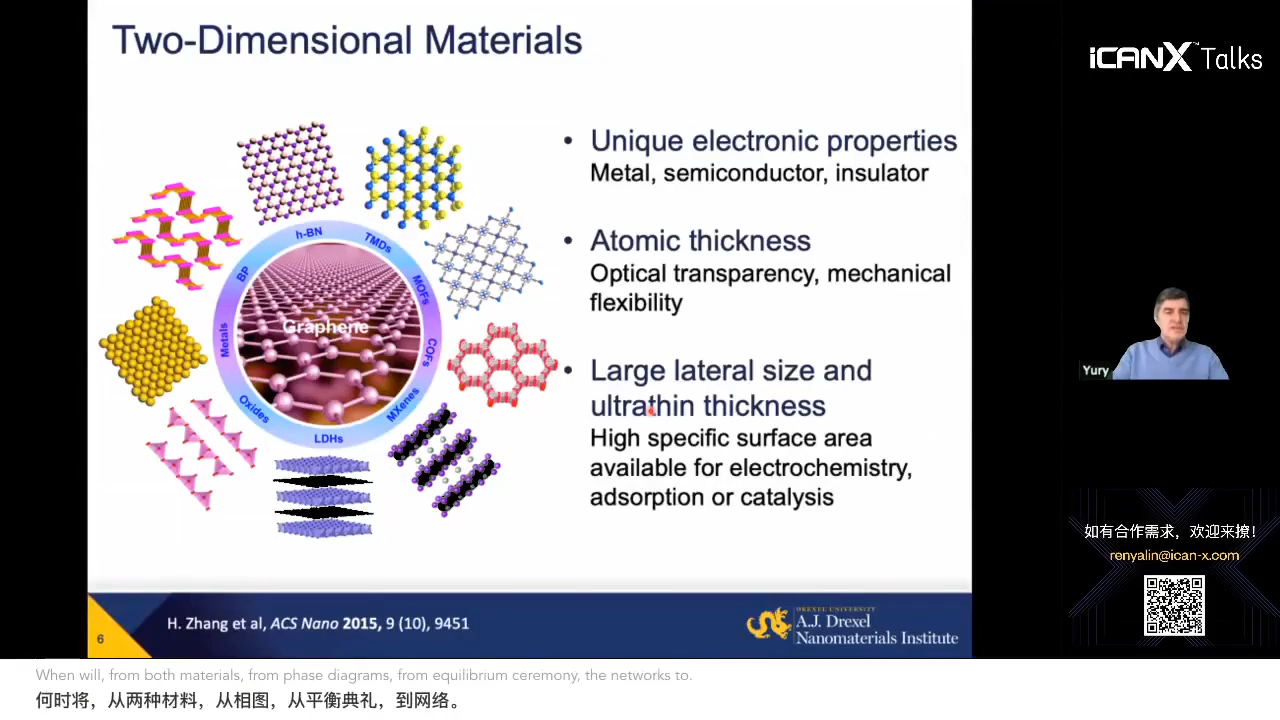 Two-Dimensional Materials
iCANX™ Talks
• Unique electronic properties
Metal, semiconductor, insulator
• Atomic thickness
Optical transparency, mechanical
flexibility
• Large lateral size and
ultrathin thickness
High specific surface area
available for electrochemistry,
adsorption or catalysis
h-BN
TMDs
MOFs
COFs
MXenes
LDHs
Oxides
Metals
BP
Graphene
Yury
如有合作需求，欢迎来撩！
renyalin@ican-x.com
6
H. Zhang et al, ACS Nano 2015, 9 (10), 9451
DREXEL UNIVERSITY
A.J. Drexel
Nanomaterials Institute
When will, from both materials, from phase diagrams, from equilibrium ceremony, the networks to.
何时将，从两种材料，从相图，从平衡典礼，到网络。